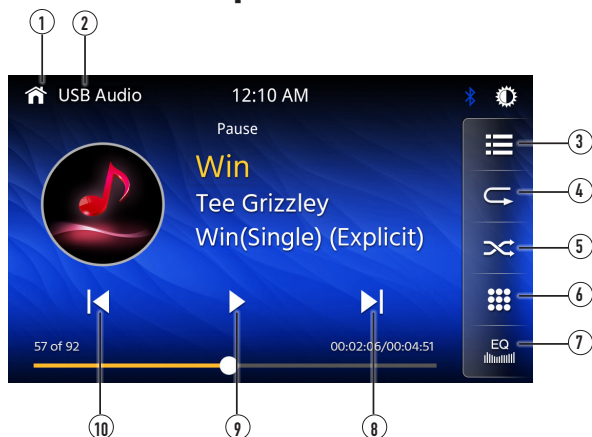 1 2
USB Audio 12:10 AM
Pause
Win
Tee Grizzley
Win(Single) (Explicit)
3
4
5
6
7
EQ
57 of 92 00:02:06/00:04:51
10 9 8